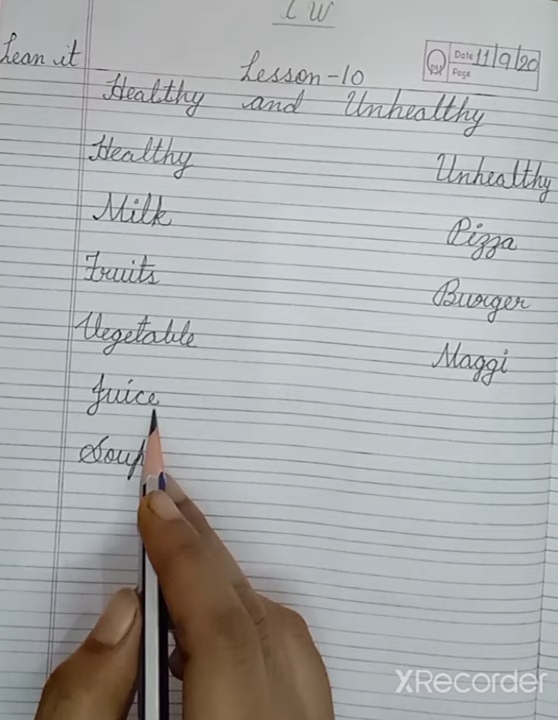 C W
Lean it
Date 11/9/20
Page
Lesson-10
Healthy and Unhealthy
Healthy Unhealthy
Milk Pizza
Fruits Burger
Vegetable Maggi
Juice
Soup
XRecorder